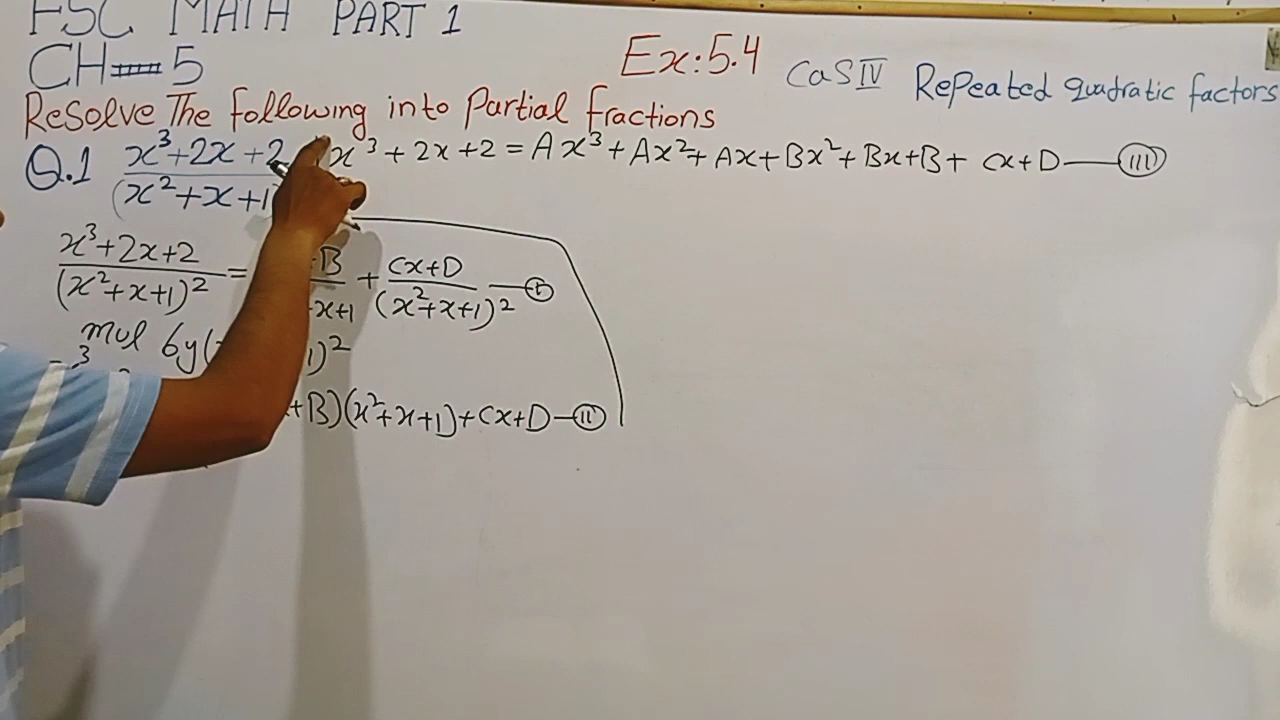 FSC MATH PART 1
CH 5
Ex:5.4 CaSIV Repeated quadratic factors
Resolve The following into Partial fractions
Q.1 x³+2x+2 x³+2x+2=Ax³+Ax²+Ax+Bx²+Bx+B+ Cx+D—(III)
(x²+x+1)
x³+2x+2/(x²+x+1)² = B/x+1 + Cx+D/(x²+x+1)² —(I)
mul by( 1)²
+B)(x²+x+1)+Cx+D—(II)